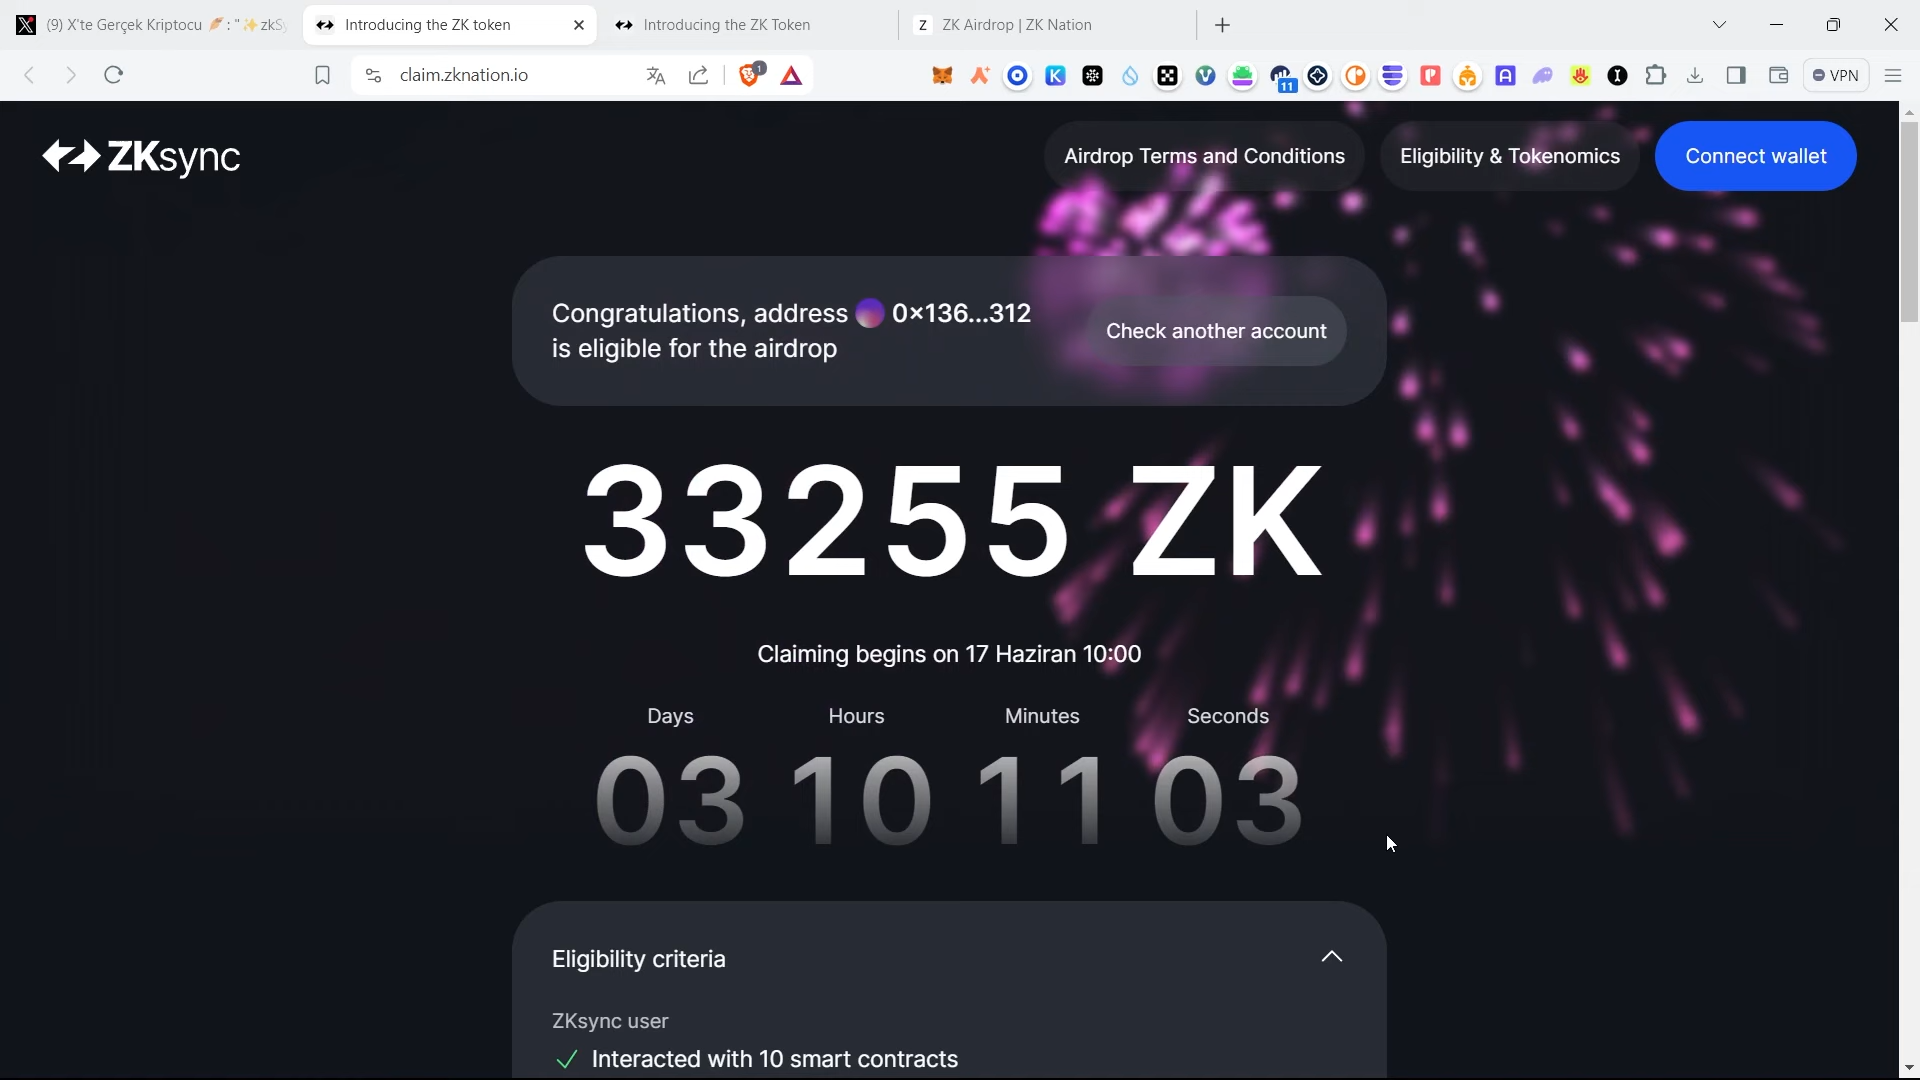 (9) X'te Gerçek Kriptocu 🪽: "✨zkS
Introducing the ZK token
Introducing the ZK Token
Z ZK Airdrop | ZK Nation
claim.zknation.io
1
11
VPN
ZKsync
Airdrop Terms and Conditions
Eligibility & Tokenomics
Connect wallet
Congratulations, address 0×136...312
is eligible for the airdrop
Check another account
33255 ZK
Claiming begins on 17 Haziran 10:00
Days Hours Minutes Seconds
03 10 11 03
Eligibility criteria
ZKsync user
Interacted with 10 smart contracts